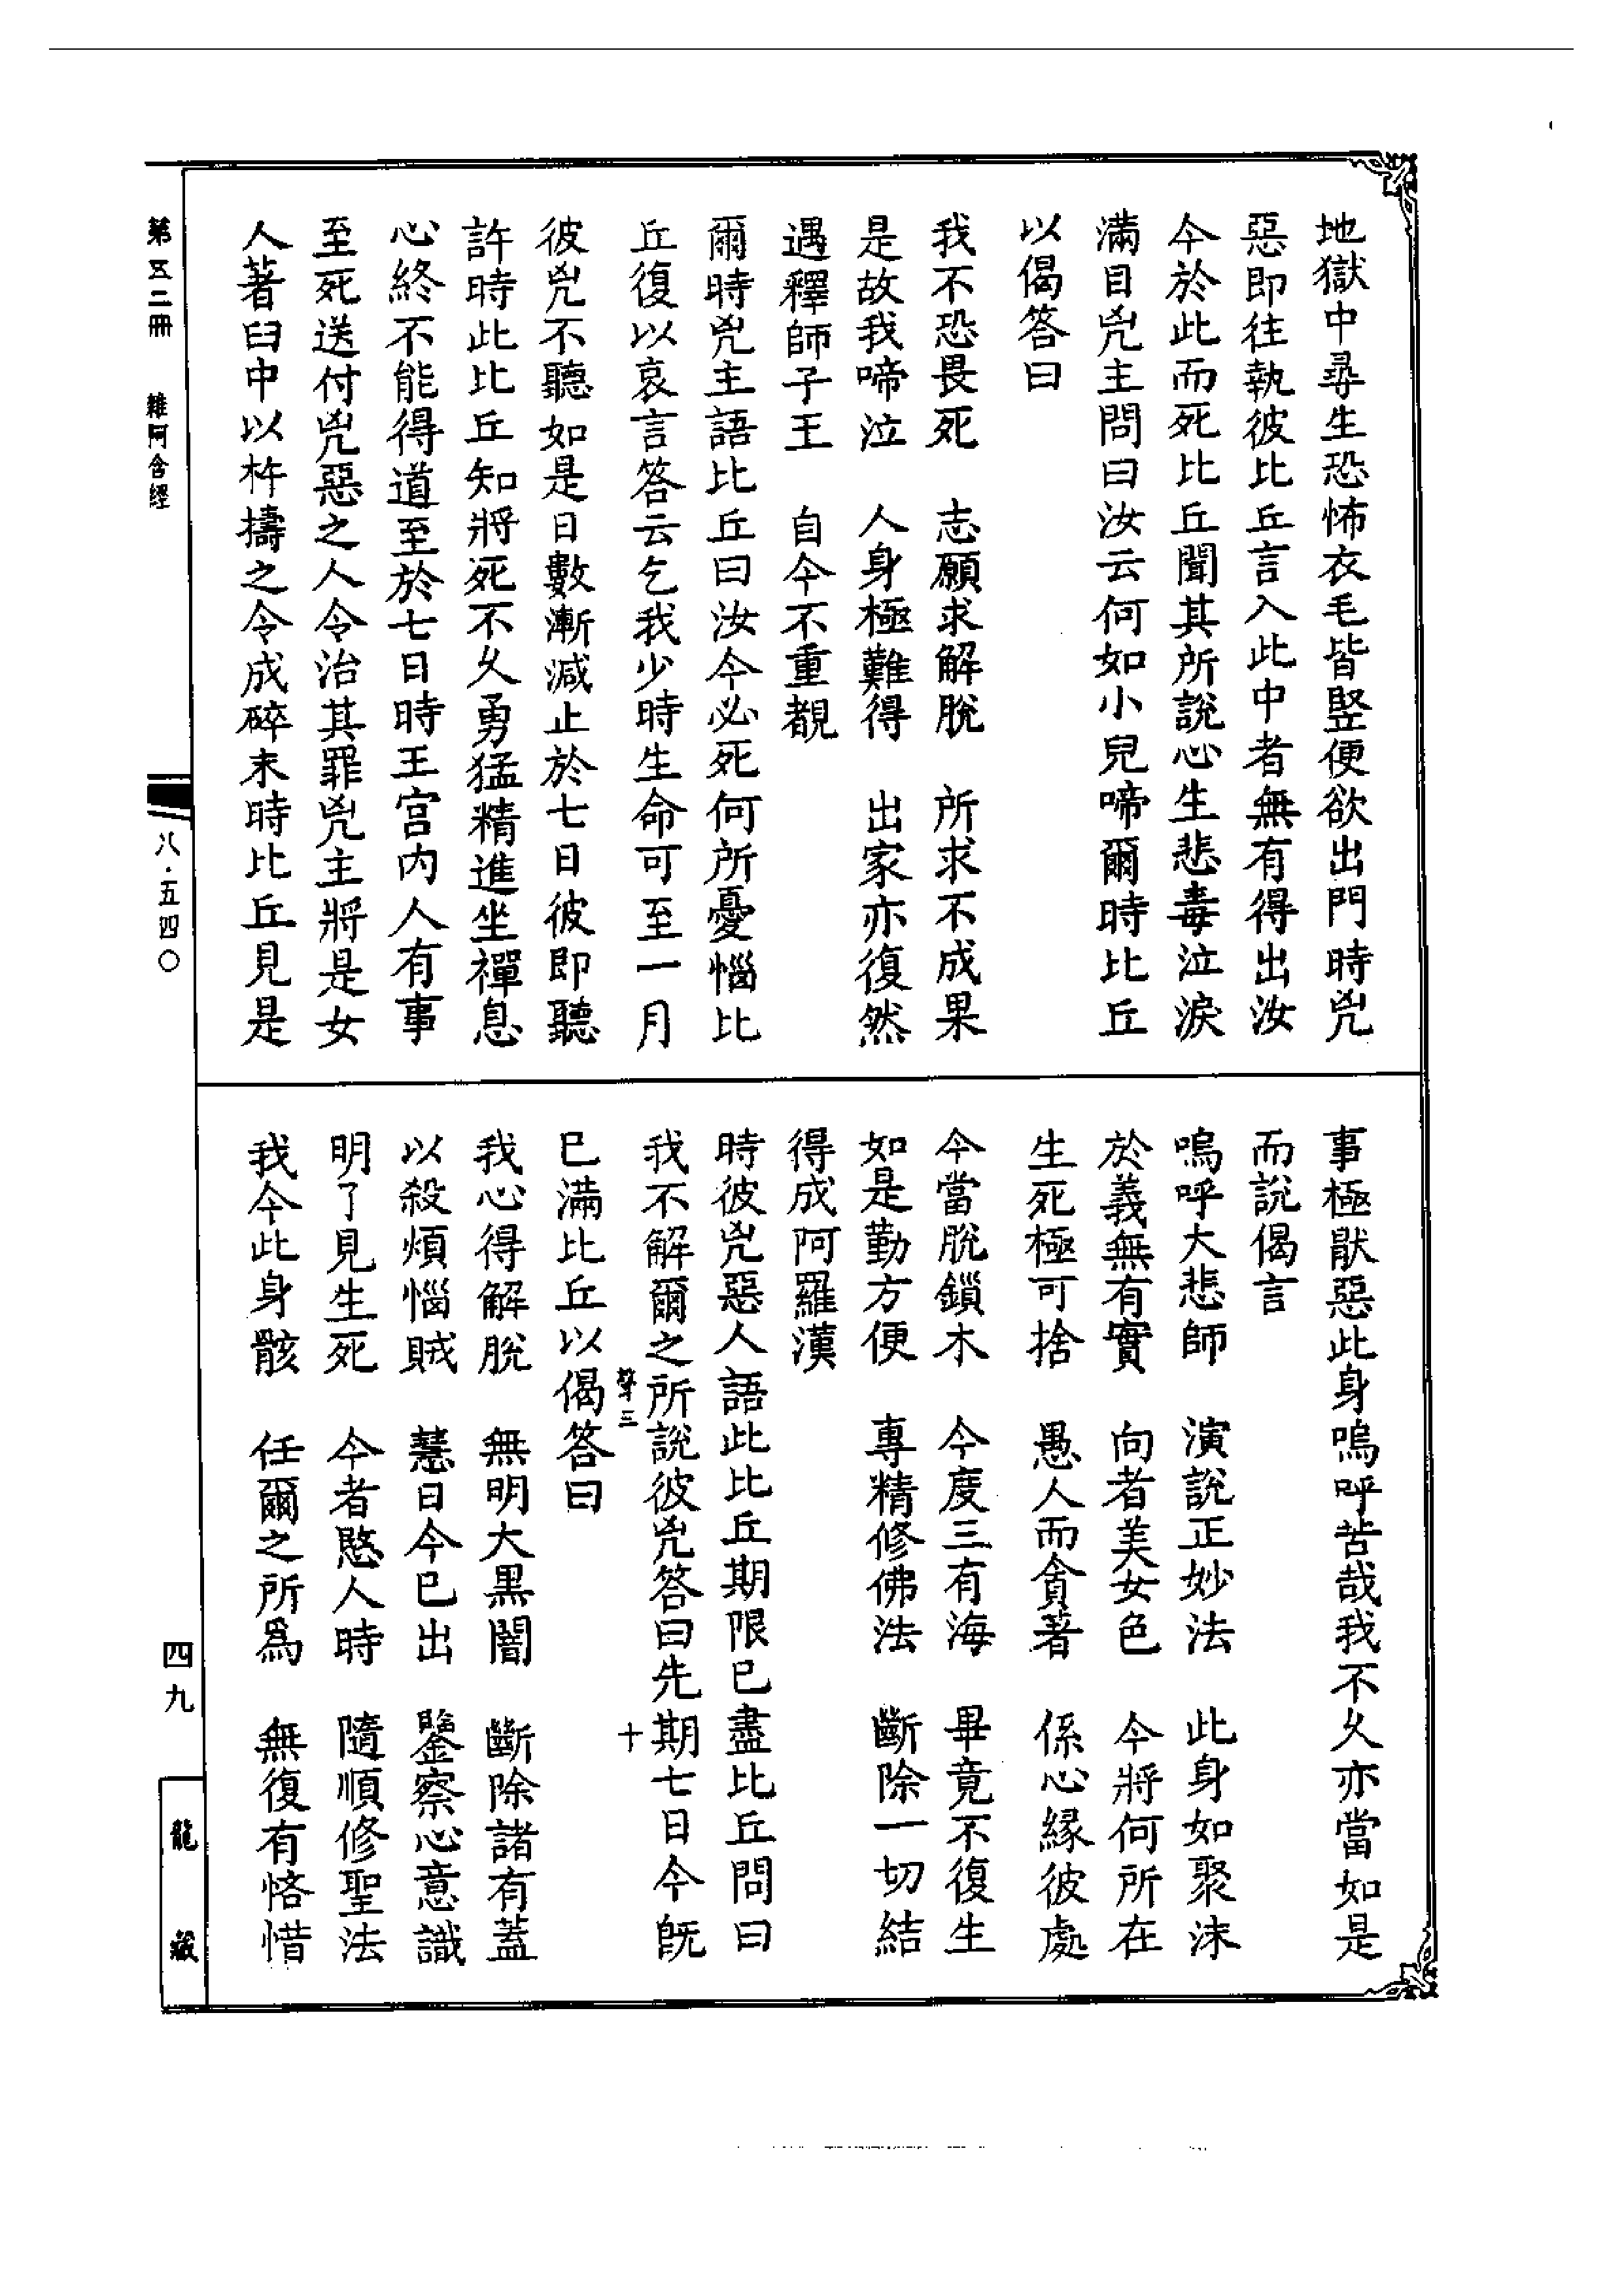 地獄中尋生恐怖衣毛皆竪便欲出門時兇
惡即往執彼比丘言入此中者無有得出汝
今於此而死比丘聞其所說心生悲毒泣淚
滿目兇主問曰汝云何如小兒啼爾時比丘
以偈答曰
我不恐畏死　志願求解脫　所求不成果
是故我啼泣　人身極難得　出家亦復然
遇釋師子王　自今不重覩
爾時兇主語比丘曰汝今必死何所憂惱比
丘復以哀言答云乞我少時生命可至一月
彼兇不聽如是日數漸減止於七日彼即聽
許時此比丘知將死不久勇猛精進坐禪息
心終不能得道至於七日時王宮內人有事
至死送付兇惡之人令治其罪兇主將是女
人著臼中以杵擣之令成碎末時比丘見是
事極猒惡此身嗚呼苦哉我不久亦當如是
而說偈言
嗚呼大悲師　演說正妙法　此身如聚沫
於義無有實　向者美女色　今將何所在
生死極可捨　愚人而貪著　係心緣彼處
今當脫鎖木　今度三有海　畢竟不復生
如是勤方便　專精修佛法　斷除一切結
得成阿羅漢
時彼兇惡人語此比丘期限已盡比丘問曰
我不解爾之所說彼兇答曰先期七日今既
聲三　十
已滿比丘以偈答曰
我心得解脫　無明大黑闇　斷除諸有蓋
以殺煩惱賊　慧日今已出　鑒察心意識
明了見生死　今者愍人時　隨順修聖法
我今此身骸　任爾之所為　無復有悋惜
第五二冊　雜阿含經
八·五四〇
四九
龍藏